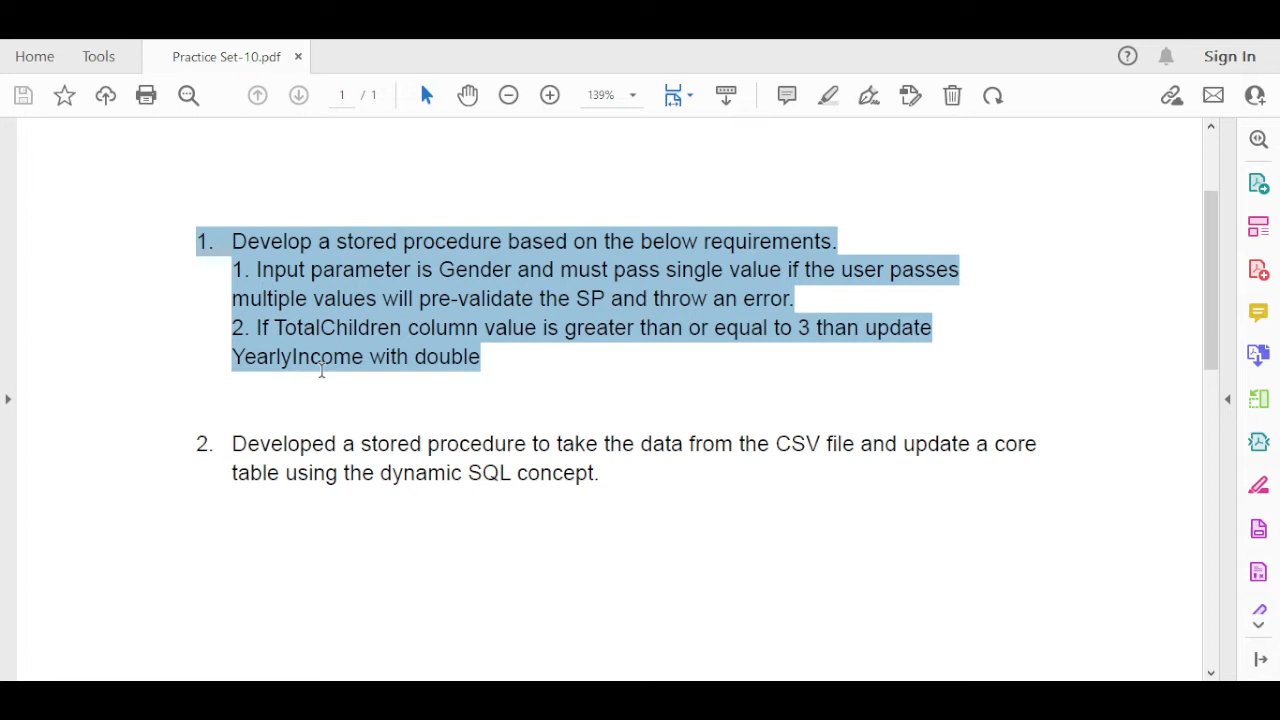 Home Tools Practice Set-10.pdf × Sign In
1 / 1 139%
1. Develop a stored procedure based on the below requirements.
1. Input parameter is Gender and must pass single value if the user passes
multiple values will pre-validate the SP and throw an error.
2. If TotalChildren column value is greater than or equal to 3 than update
YearlyIncome with double
2. Developed a stored procedure to take the data from the CSV file and update a core
table using the dynamic SQL concept.